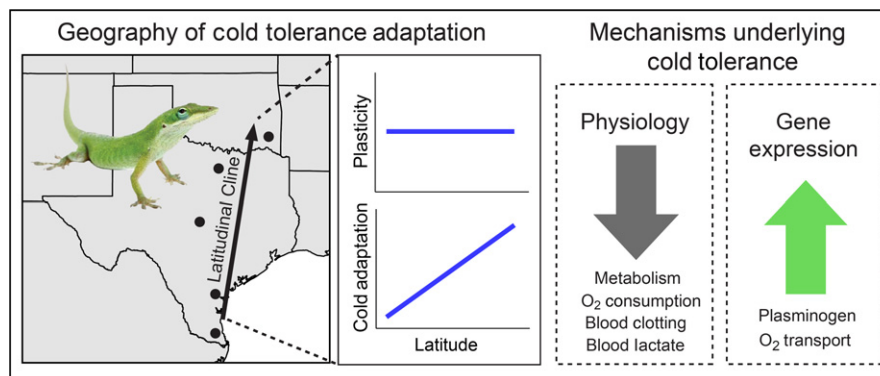 Geography of cold tolerance adaptation
Latitudinal Cline
Plasticity
Cold adaptation
Latitude
Mechanisms underlying
cold tolerance
Physiology
Metabolism
O₂ consumption
Blood clotting
Blood lactate
Gene
expression
Plasminogen
O₂ transport